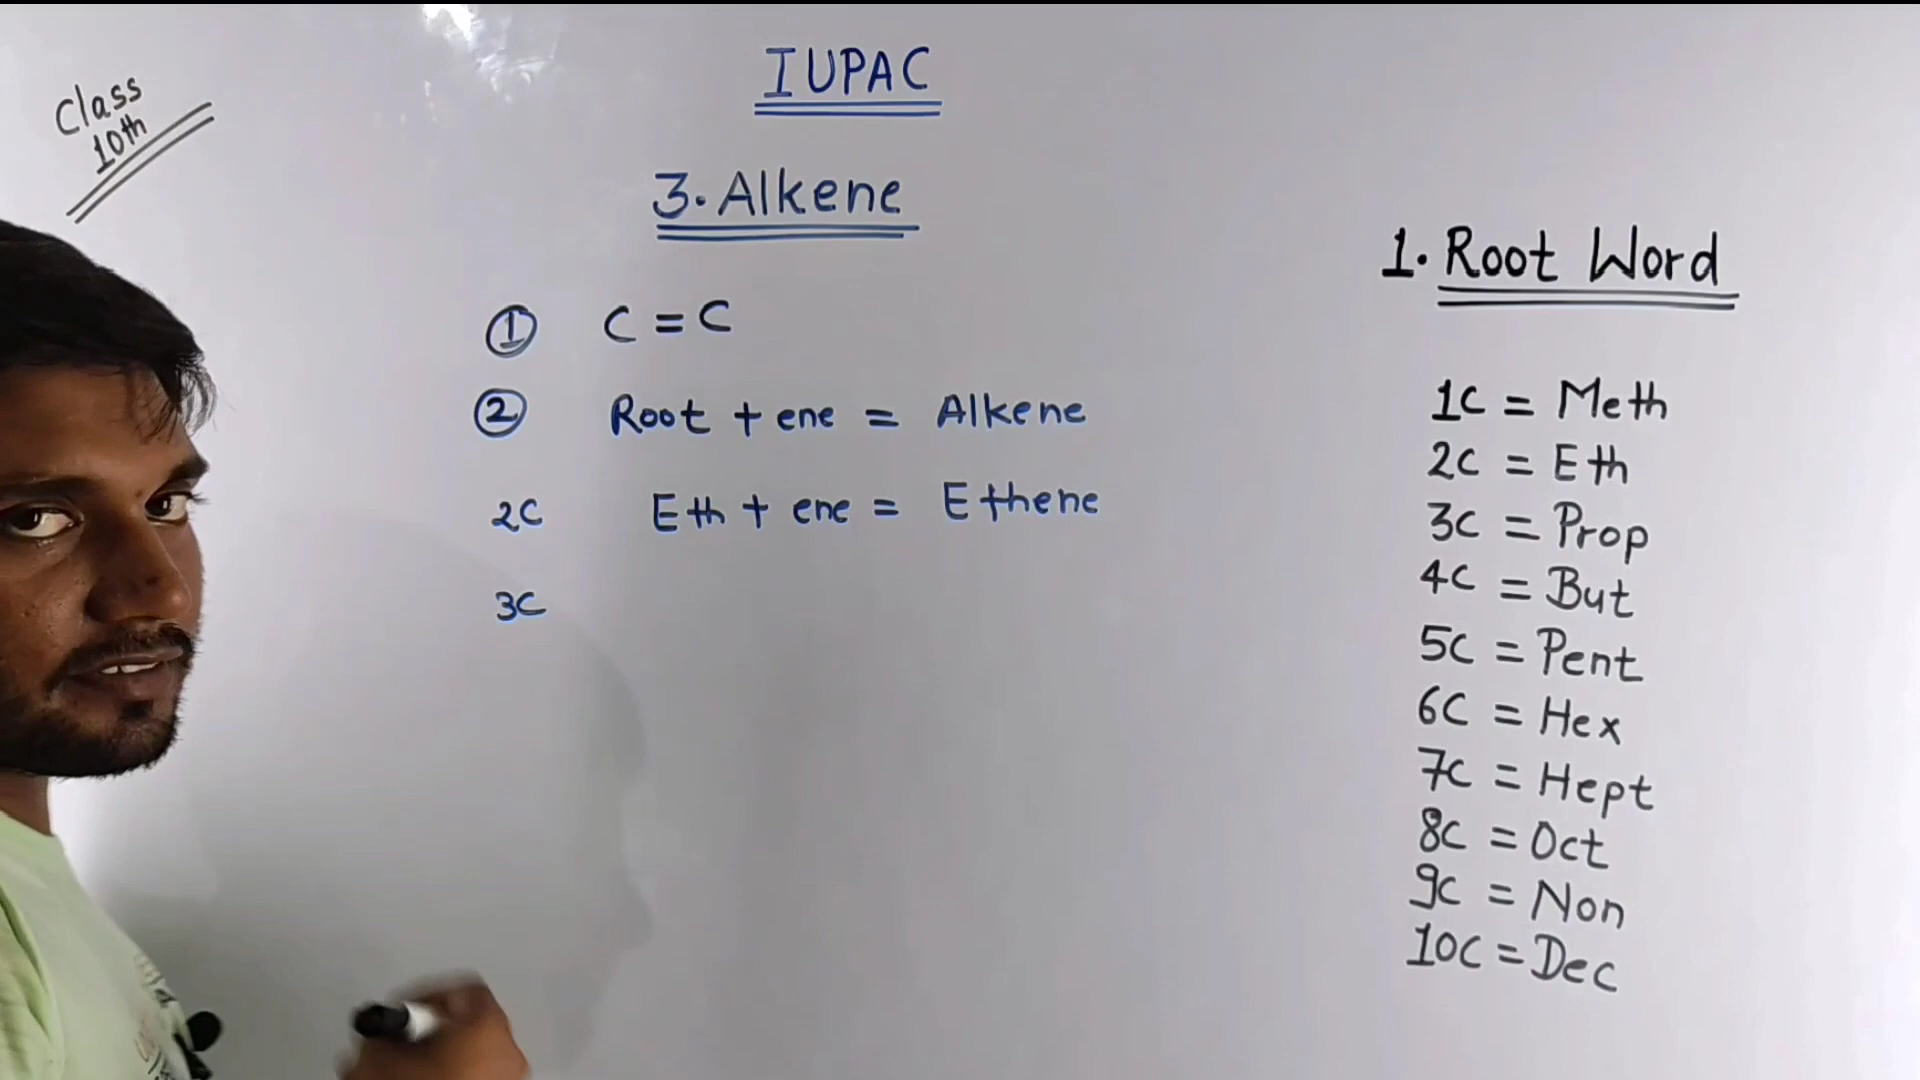 Class
10th
IUPAC
3. Alkene
① C = C
② Root + ene = Alkene
2C Eth + ene = Ethene
3C
1. Root Word
1C = Meth
2C = Eth
3C = Prop
4C = But
5C = Pent
6C = Hex
7C = Hept
8C = Oct
9C = Non
10C = Dec